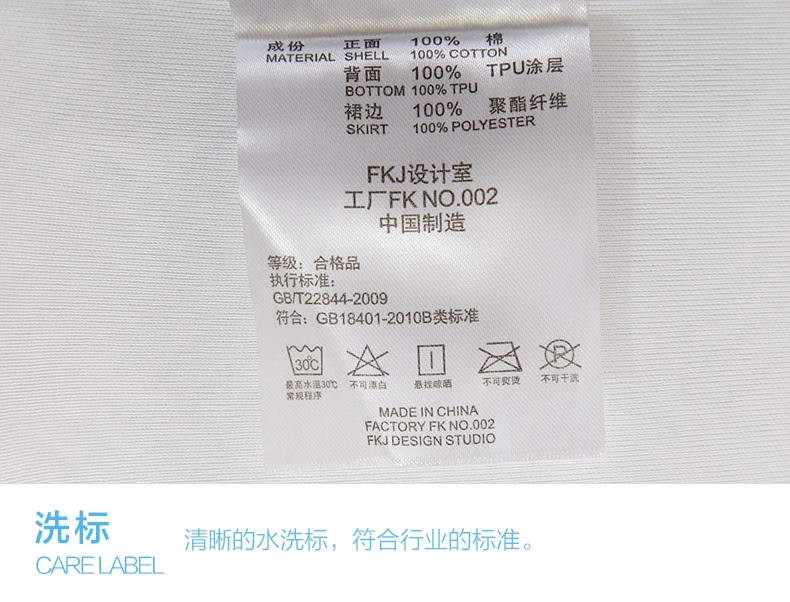 成份 正面 100% 棉
MATERIAL SHELL 100% COTTON
背面 100% TPU涂层
BOTTOM 100% TPU
裙边 100% 聚酯纤维
SKIRT 100% POLYESTER
FKJ设计室
工厂FK NO.002
中国制造
等级：合格品
执行标准：
GB/T22844-2009
符合：GB18401-2010B类标准
30℃ P
最高水温30℃ 不可漂白 悬挂晾晒 不可熨烫 不可干洗
常规程序
MADE IN CHINA
FACTORY FK NO.002
FKJ DESIGN STUDIO
洗标 清晰的水洗标，符合行业的标准。
CARE LABEL